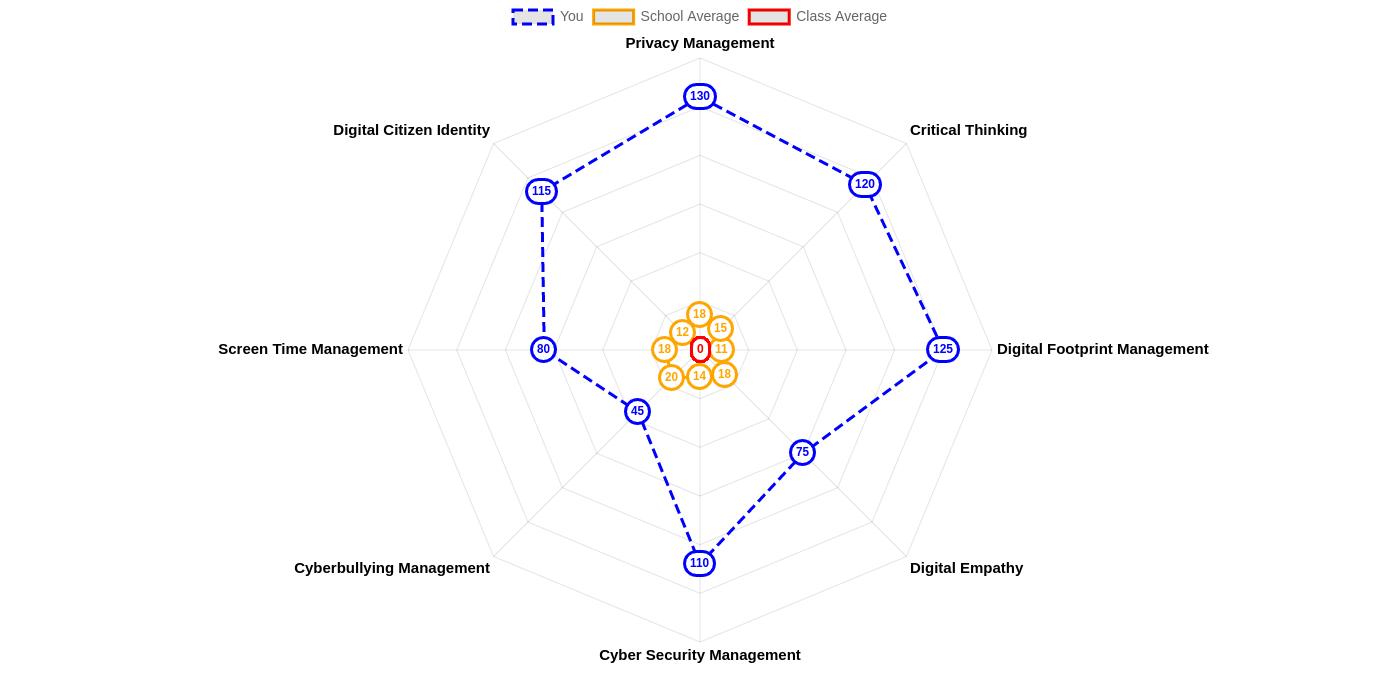 You School Average Class Average
Privacy Management
130
Digital Citizen Identity
Critical Thinking
115
120
18
12
15
Screen Time Management
80
18
0
11
125
Digital Footprint Management
20
14
18
45
75
110
Cyberbullying Management
Digital Empathy
Cyber Security Management